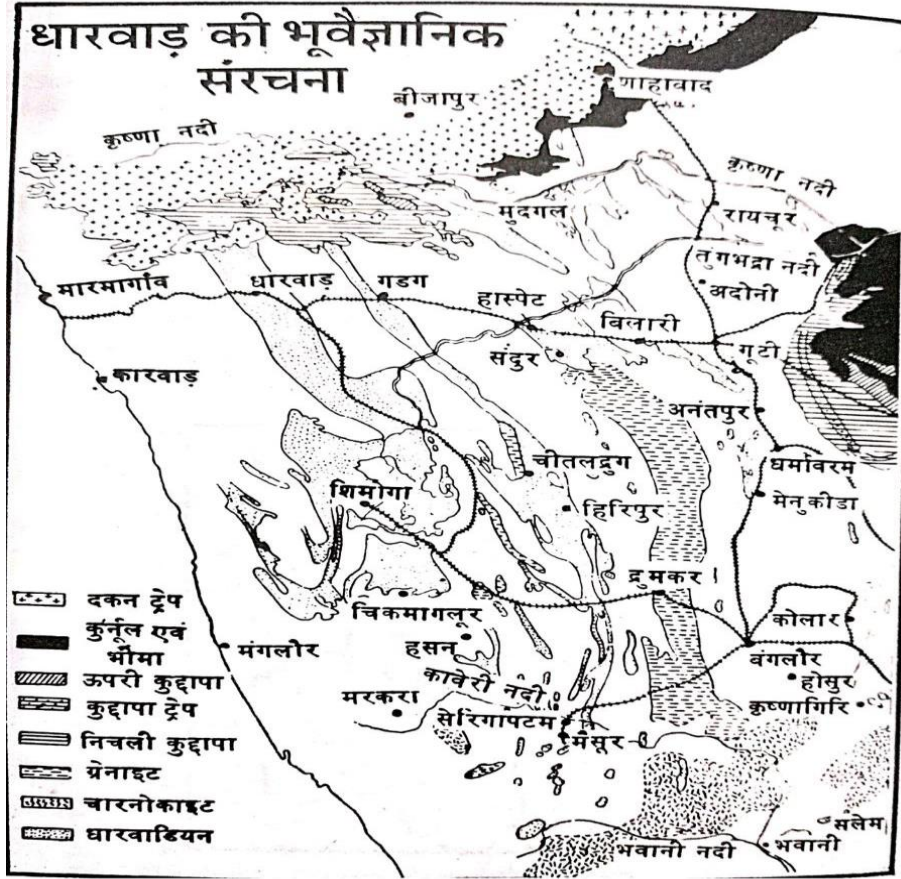 धारवाड़ की भूवैज्ञानिक
संरचना
णाहावाद
बीजापुर
कृष्णा नदी
कृष्णा नदी
मुदगल
रायचूर
तुगभद्रा नदी
अदोनी
मारमार्गाव
धारवाड़
गडग
हास्पेट
बिलारी
संदुर
गूटी
कारवाड़
अनंतपुर
चीतलद्रुग
धर्मावरम
मेनुकीडा
शिमोगा
हिरिपुर
द्रुमकर
चिकमागलूर
कोलार
हसन
मंगलौर
बंगलौर
होसुर
कावेरी नदी
मरकरा
कृष्णागिरि
सेरिंगापटम
मैसूर
सलेम
भवानी नदी
भवानी
दकन ट्रेप
कुर्नूल एवं
भीमा
ऊपरी कुद्दापा
कुद्दापा ट्रेप
निचली कुद्दापा
ग्रेनाइट
चारनोकाइट
धारवाडियन